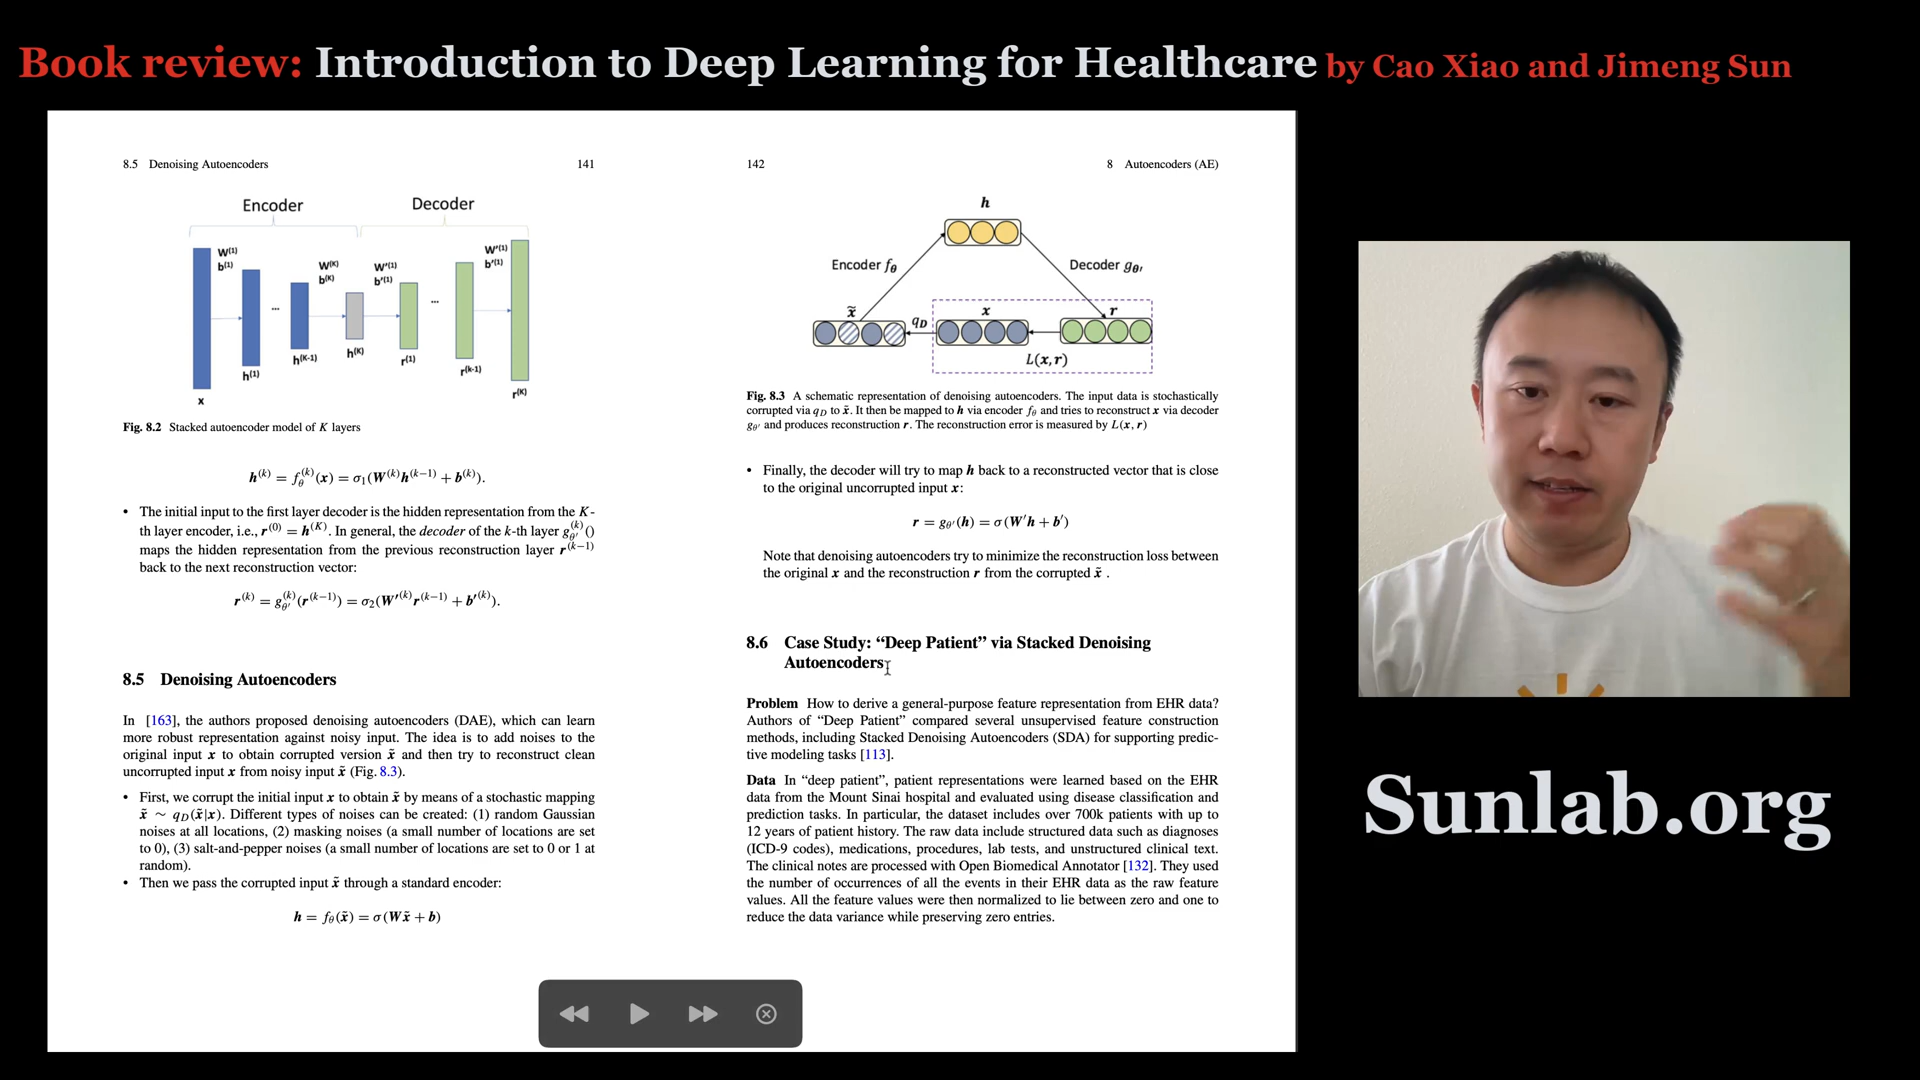 Book review: Introduction to Deep Learning for Healthcare by Cao Xiao and Jimeng Sun
8.5 Denoising Autoencoders 141
Encoder Decoder
W(1)
b(1)
W(K)
b(K)
W'(1)
b'(1)
W'(1)
b'(1)
...
...
x
h(1)
h(K-1)
h(K)
r(1)
r(k-1)
r(K)
Fig. 8.2 Stacked autoencoder model of K layers
h^(k) = f_θ^(k)(x) = σ1(W^(k)h^(k−1) + b^(k)).
• The initial input to the first layer decoder is the hidden representation from the K-
th layer encoder, i.e., r^(0) = h^(K). In general, the decoder of the k-th layer g_θ'^(k)()
maps the hidden representation from the previous reconstruction layer r^(k−1)
back to the next reconstruction vector:
r^(k) = g_θ'^(k)(r^(k−1)) = σ2(W'^(k)r^(k−1) + b'^(k)).
8.5 Denoising Autoencoders
In [163], the authors proposed denoising autoencoders (DAE), which can learn
more robust representation against noisy input. The idea is to add noises to the
original input x to obtain corrupted version x̃ and then try to reconstruct clean
uncorrupted input x from noisy input x̃ (Fig. 8.3).
• First, we corrupt the initial input x to obtain x̃ by means of a stochastic mapping
x̃ ∼ qD(x̃|x). Different types of noises can be created: (1) random Gaussian
noises at all locations, (2) masking noises (a small number of locations are set
to 0), (3) salt-and-pepper noises (a small number of locations are set to 0 or 1 at
random).
• Then we pass the corrupted input x̃ through a standard encoder:
h = fθ(x̃) = σ(Wx̃ + b)
142 8 Autoencoders (AE)
h
Encoder fθ Decoder gθ'
x̃ qD x r
L(x, r)
Fig. 8.3 A schematic representation of denoising autoencoders. The input data is stochastically
corrupted via qD to x̃. It then be mapped to h via encoder fθ and tries to reconstruct x via decoder
gθ' and produces reconstruction r. The reconstruction error is measured by L(x, r)
• Finally, the decoder will try to map h back to a reconstructed vector that is close
to the original uncorrupted input x:
r = gθ'(h) = σ(W'h + b')
Note that denoising autoencoders try to minimize the reconstruction loss between
the original x and the reconstruction r from the corrupted x̃ .
8.6 Case Study: “Deep Patient” via Stacked Denoising
Autoencoders
Problem How to derive a general-purpose feature representation from EHR data?
Authors of “Deep Patient” compared several unsupervised feature construction
methods, including Stacked Denoising Autoencoders (SDA) for supporting predic-
tive modeling tasks [113].
Data In “deep patient”, patient representations were learned based on the EHR
data from the Mount Sinai hospital and evaluated using disease classification and
prediction tasks. In particular, the dataset includes over 700k patients with up to
12 years of patient history. The raw data include structured data such as diagnoses
(ICD-9 codes), medications, procedures, lab tests, and unstructured clinical text.
The clinical notes are processed with Open Biomedical Annotator [132]. They used
the number of occurrences of all the events in their EHR data as the raw feature
values. All the feature values were then normalized to lie between zero and one to
reduce the data variance while preserving zero entries.
Sunlab.org